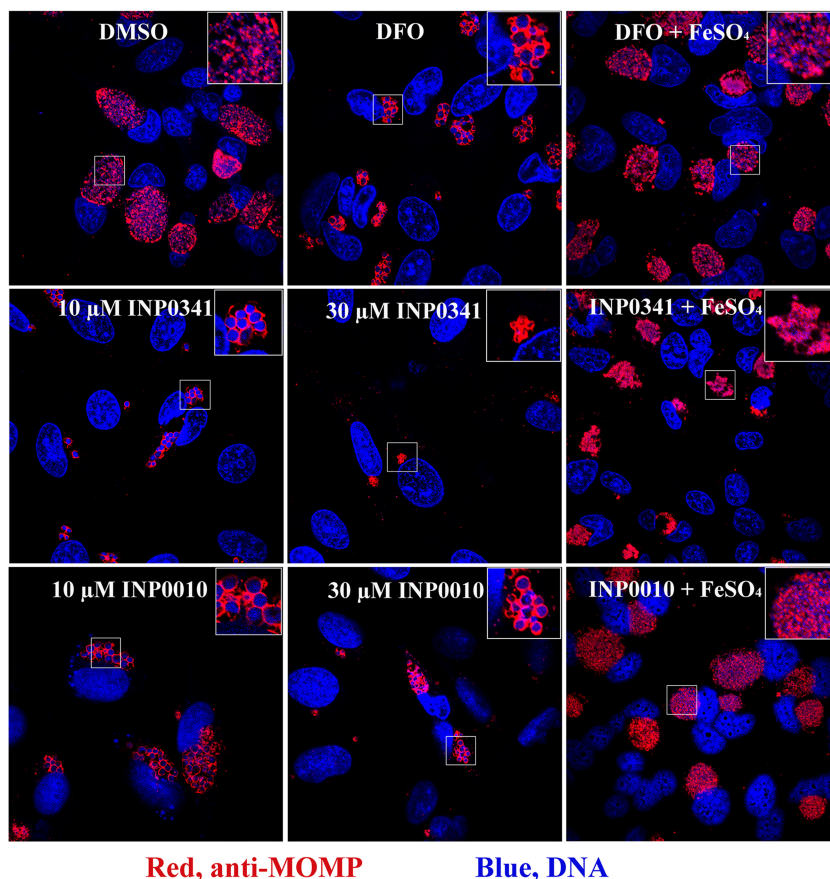 DMSO
DFO
DFO + FeSO₄
10 µM INP0341
30 µM INP0341
INP0341 + FeSO₄
10 µM INP0010
30 µM INP0010
INP0010 + FeSO₄
Red, anti-MOMP
Blue, DNA